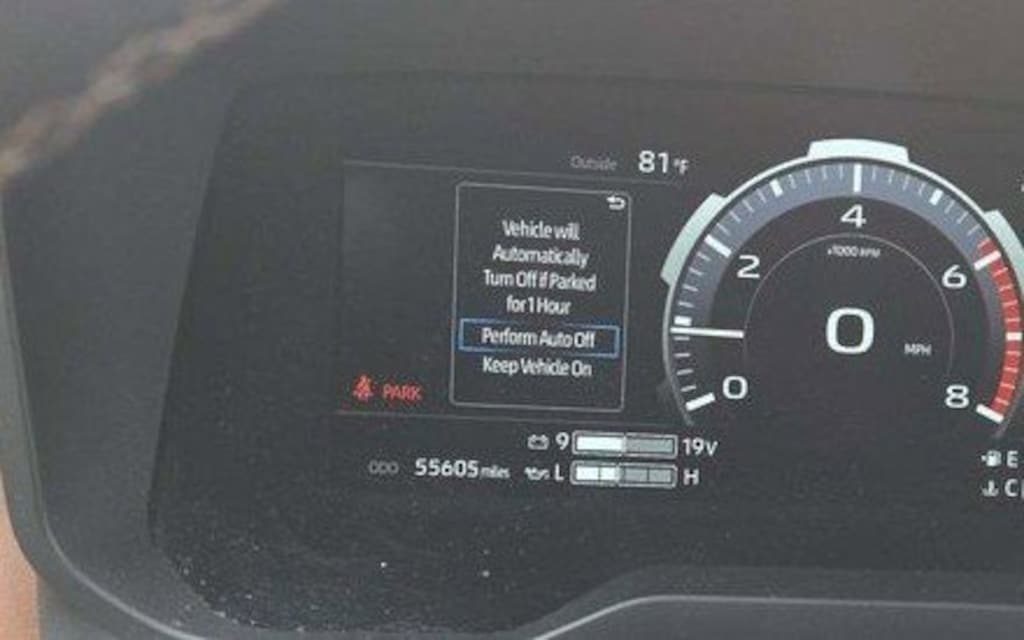 Outside 81°F
Vehicle will
Automatically
Turn Off if Parked
for 1 Hour
Perform Auto Off
Keep Vehicle On
PARK
9 19V
ODO 55605 miles
L H
0
2
4
6
8
x1000 RPM
0 MPH
E
C